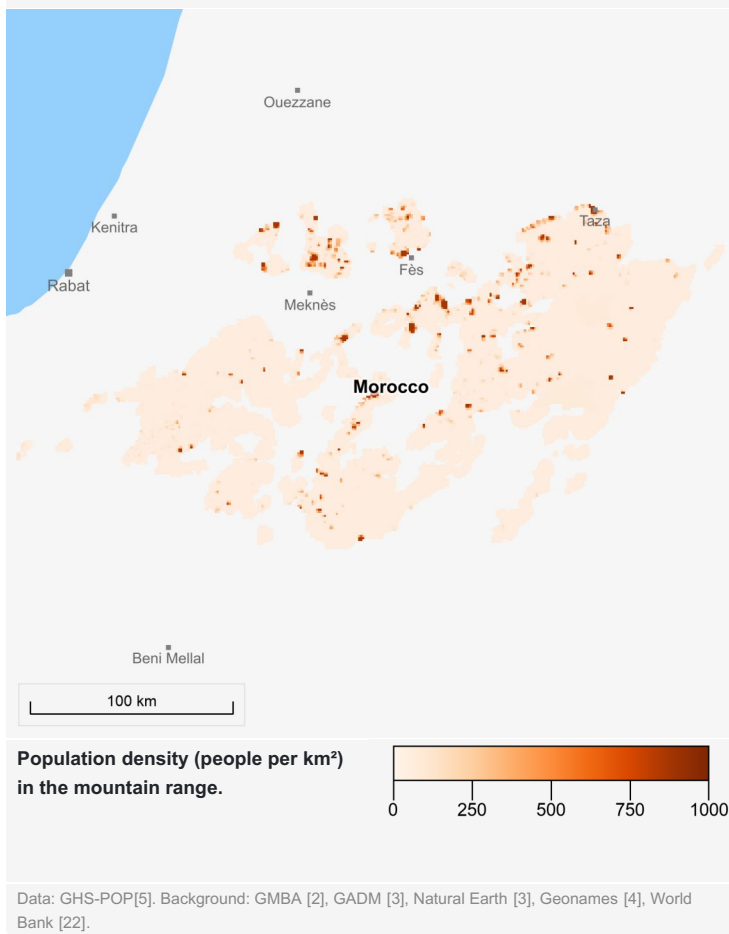 Ouezzane
Kenitra
Taza
Fès
Rabat
Meknès
Morocco
Beni Mellal
100 km
Population density (people per km²)
in the mountain range.
0 250 500 750 1000
Data: GHS-POP[5]. Background: GMBA [2], GADM [3], Natural Earth [3], Geonames [4], World
Bank [22].